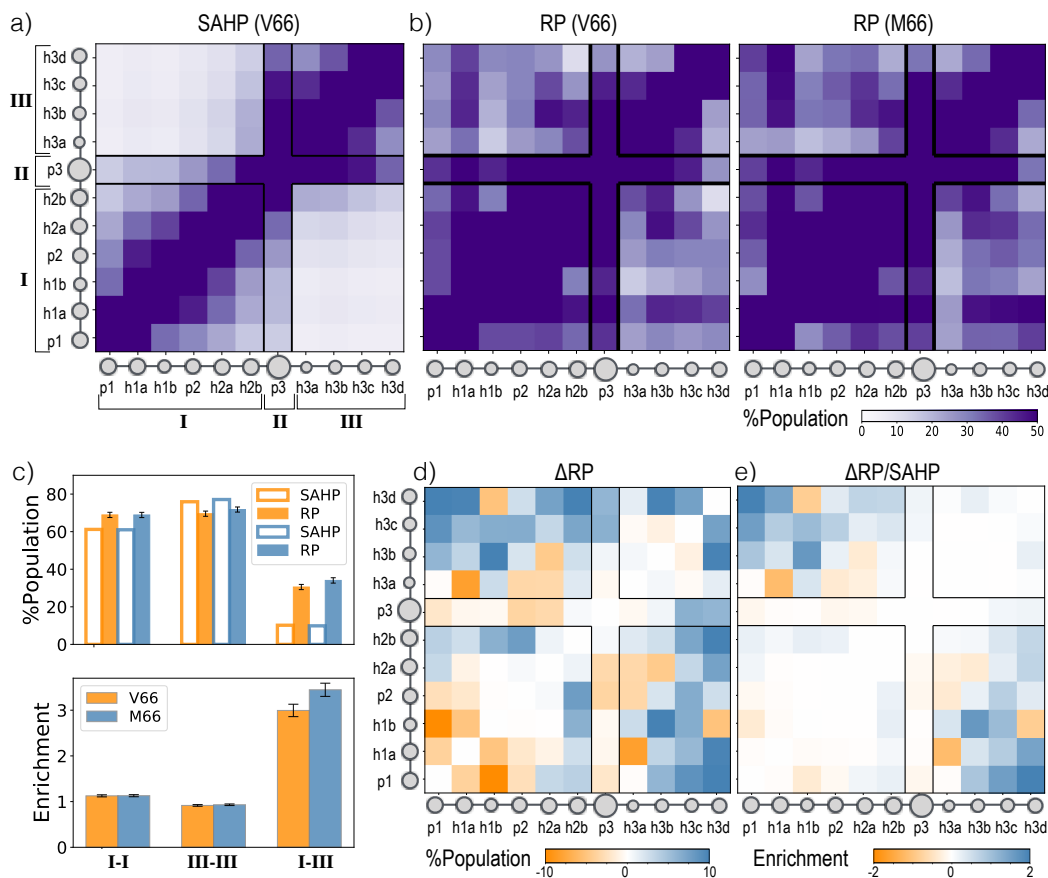 a)
SAHP (V66)
b)
RP (V66)
RP (M66)
III
II
I
h3d
h3c
h3b
h3a
p3
h2b
h2a
p2
h1b
h1a
p1
p1 h1a h1b p2 h2a h2b p3 h3a h3b h3c h3d
I II III
p1 h1a h1b p2 h2a h2b p3 h3a h3b h3c h3d
p1 h1a h1b p2 h2a h2b p3 h3a h3b h3c h3d
%Population
0 10 20 30 40 50
c)
%Population
80
60
40
20
0
SAHP
RP
SAHP
RP
Enrichment
3
2
1
0
V66
M66
I-I III-III I-III
d)
ΔRP
h3d
h3c
h3b
h3a
p3
h2b
h2a
p2
h1b
h1a
p1
p1 h1a h1b p2 h2a h2b p3 h3a h3b h3c h3d
%Population
-10 0 10
e)
ΔRP/SAHP
p1 h1a h1b p2 h2a h2b p3 h3a h3b h3c h3d
Enrichment
-2 0 2